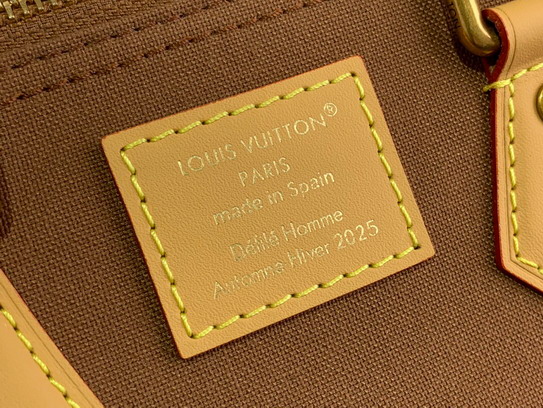 LOUIS VUITTON®
PARIS
made in Spain
Défilé Homme
Automne Hiver 2025